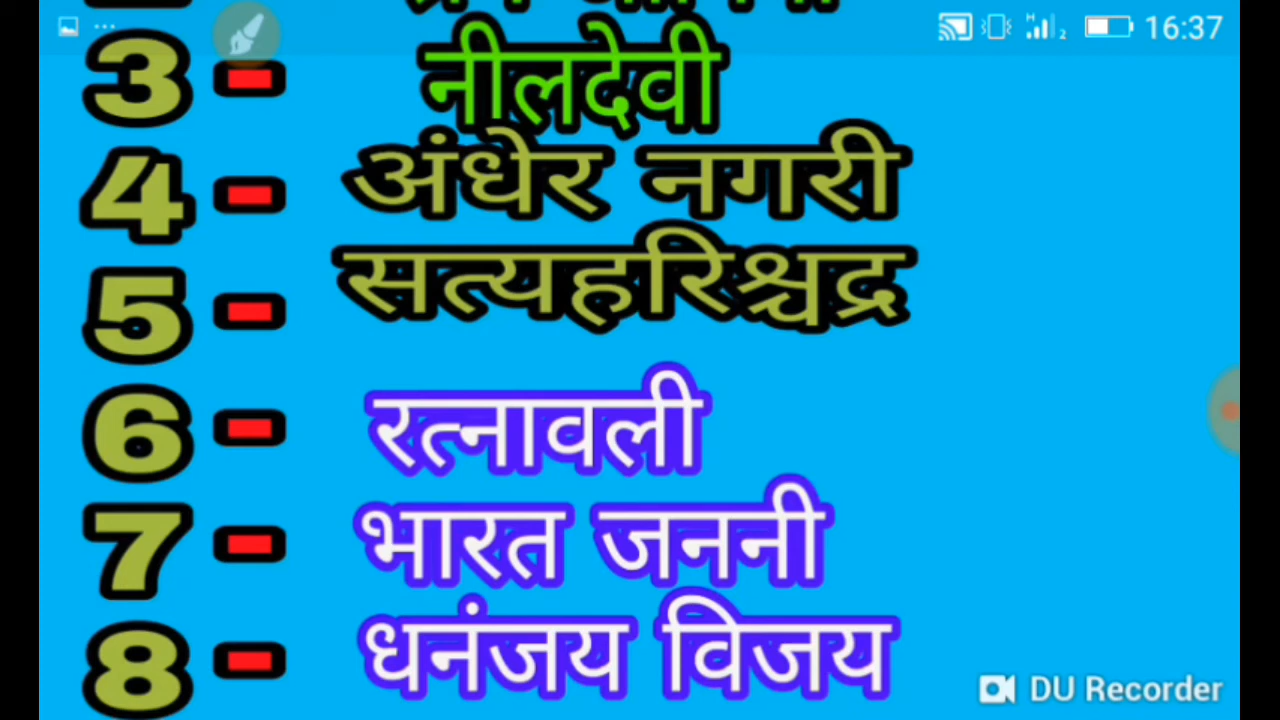 16:37
3 - नीलदेवी
4 - अंधेर नगरी
5 - सत्यहरिश्चद्र
6 - रत्नावली
7 - भारत जननी
8 - धनंजय विजय
DU Recorder